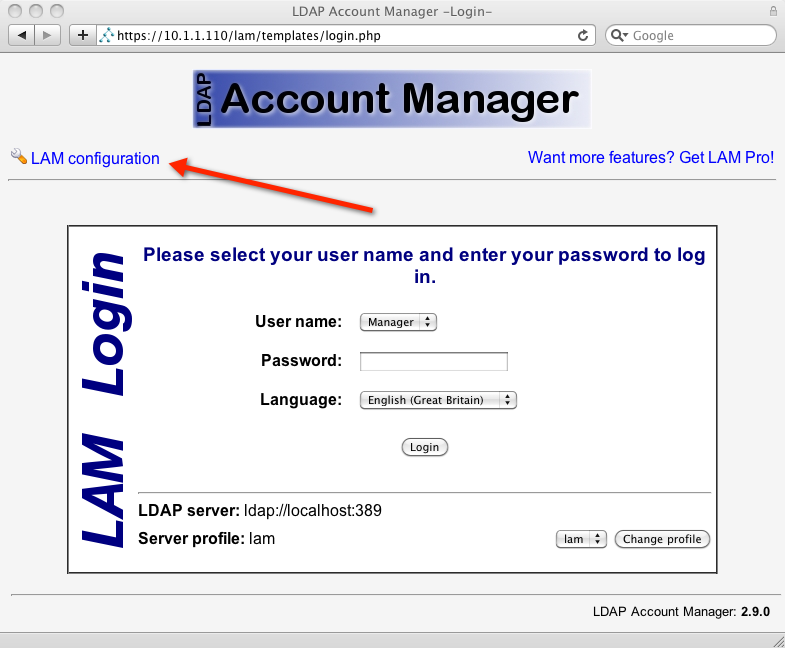 LDAP Account Manager -Login-
https://10.1.1.110/lam/templates/login.php
Google
LDAP Account Manager
LAM configuration
Want more features? Get LAM Pro!
LAM Login
Please select your user name and enter your password to log
in.
User name: Manager
Password:
Language: English (Great Britain)
Login
LDAP server: ldap://localhost:389
Server profile: lam
lam Change profile
LDAP Account Manager: 2.9.0